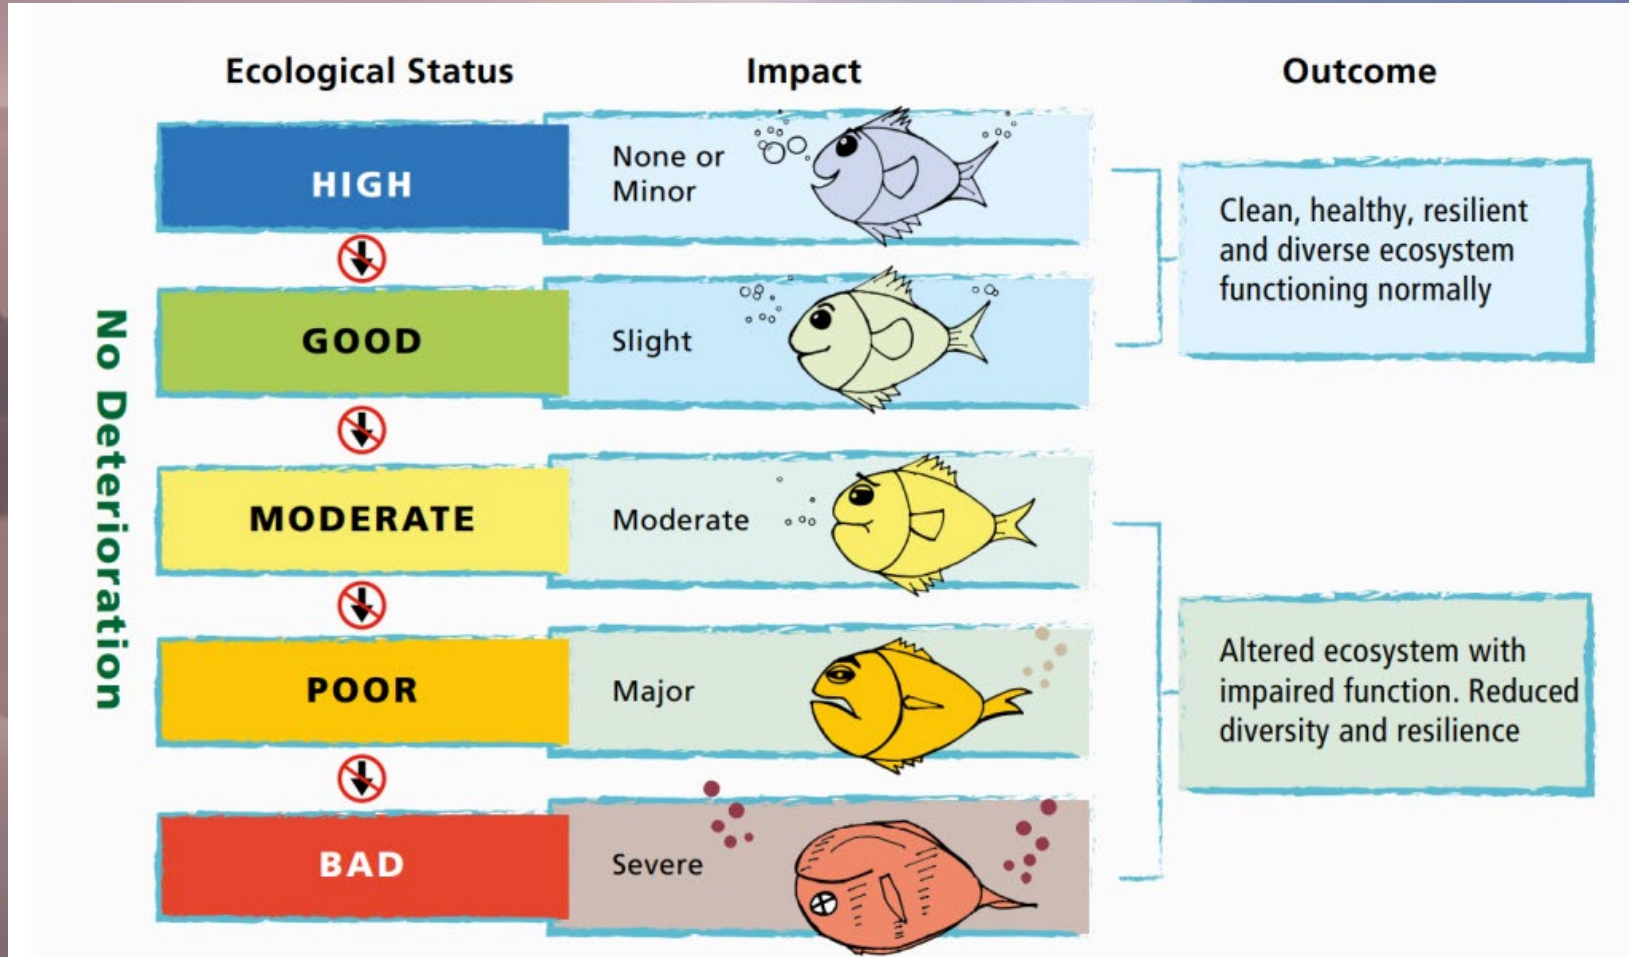 Ecological Status
Impact
Outcome
No Deterioration
HIGH
None or
Minor
GOOD
Slight
Clean, healthy, resilient
and diverse ecosystem
functioning normally
MODERATE
Moderate
POOR
Major
BAD
Severe
Altered ecosystem with
impaired function. Reduced
diversity and resilience